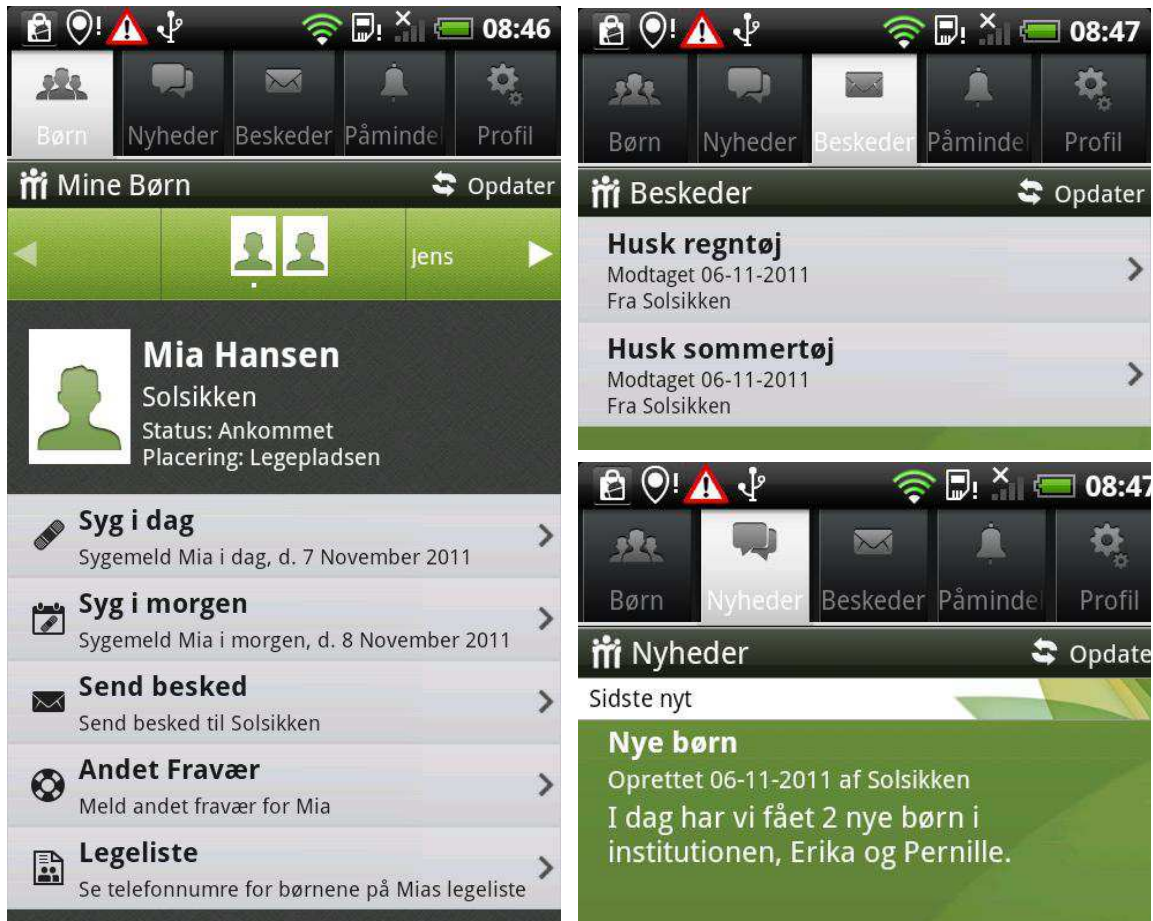 08:46
Børn Nyheder Beskeder Påminde Profil
Mine Børn Opdater
Jens
Mia Hansen
Solsikken
Status: Ankommet
Placering: Legepladsen
Syg i dag
Sygemeld Mia i dag, d. 7 November 2011
Syg i morgen
Sygemeld Mia i morgen, d. 8 November 2011
Send besked
Send besked til Solsikken
Andet Fravær
Meld andet fravær for Mia
Legeliste
Se telefonnumre for børnene på Mias legeliste
08:47
Børn Nyheder Beskeder Påminde Profil
Beskeder Opdater
Husk regntøj
Modtaget 06-11-2011
Fra Solsikken
Husk sommertøj
Modtaget 06-11-2011
Fra Solsikken
08:47
Børn Nyheder Beskeder Påminde Profil
Nyheder Opdate
Sidste nyt
Nye børn
Oprettet 06-11-2011 af Solsikken
I dag har vi fået 2 nye børn i
institutionen, Erika og Pernille.